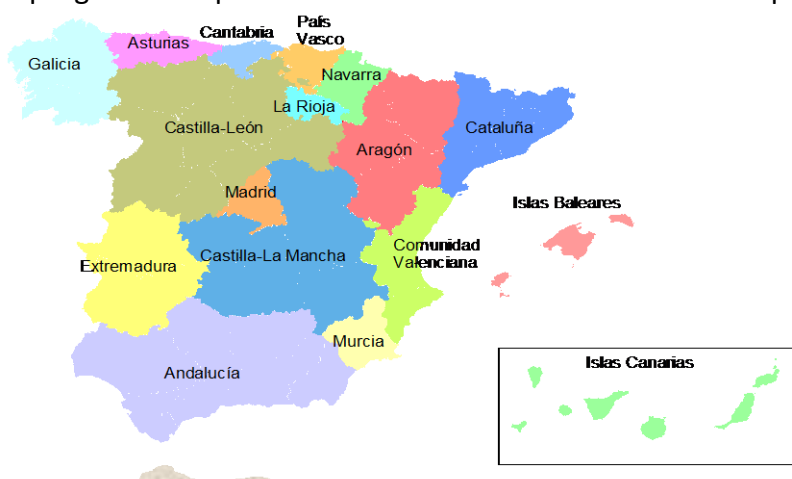 País
Vasco
Cantabria
Asturias
Galicia
Navarra
La Rioja
Castilla-León
Cataluña
Aragón
Madrid
Islas Baleares
Comunidad
Valenciana
Castilla-La Mancha
Extremadura
Murcia
Islas Canarias
Andalucía